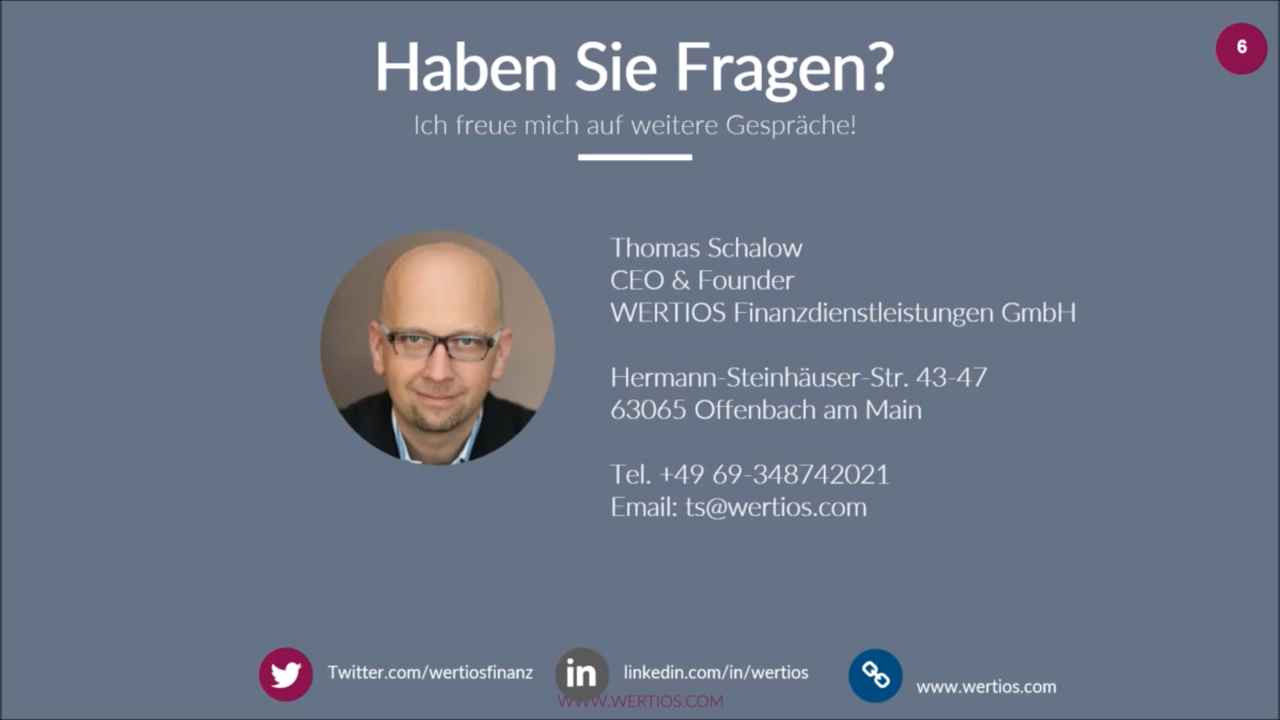 6
Haben Sie Fragen?
Ich freue mich auf weitere Gespräche!
Thomas Schalow
CEO & Founder
WERTIOS Finanzdienstleistungen GmbH
Hermann-Steinhäuser-Str. 43-47
63065 Offenbach am Main
Tel. +49 69-348742021
Email: ts@wertios.com
Twitter.com/wertiosfinanz
in
linkedin.com/in/wertios
www.wertios.com
WWW.WERTIOS.COM